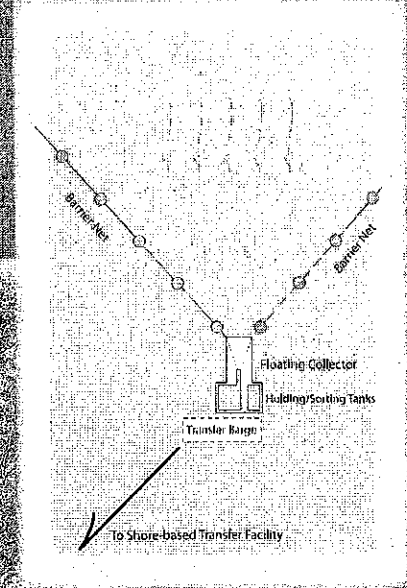 Barrier Net
Barrier Net
Floating Collector
Holding/Sorting Tanks
Transfer Barge
To Shore-based Transfer Facility